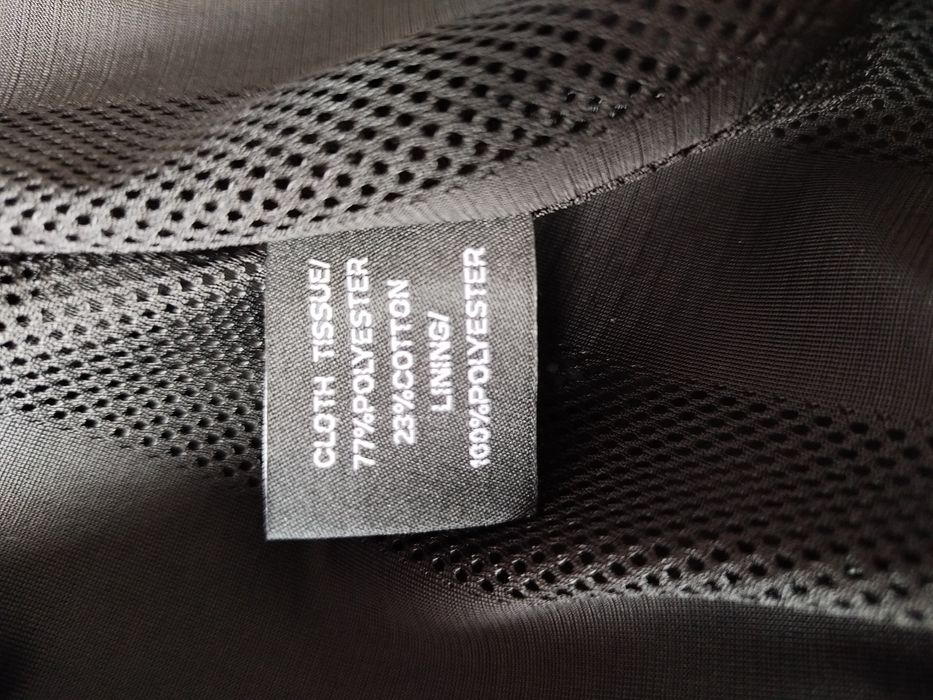 CLOTH TISSUE/
77%POLYESTER
23%COTTON
LINING/
100%POLYESTER